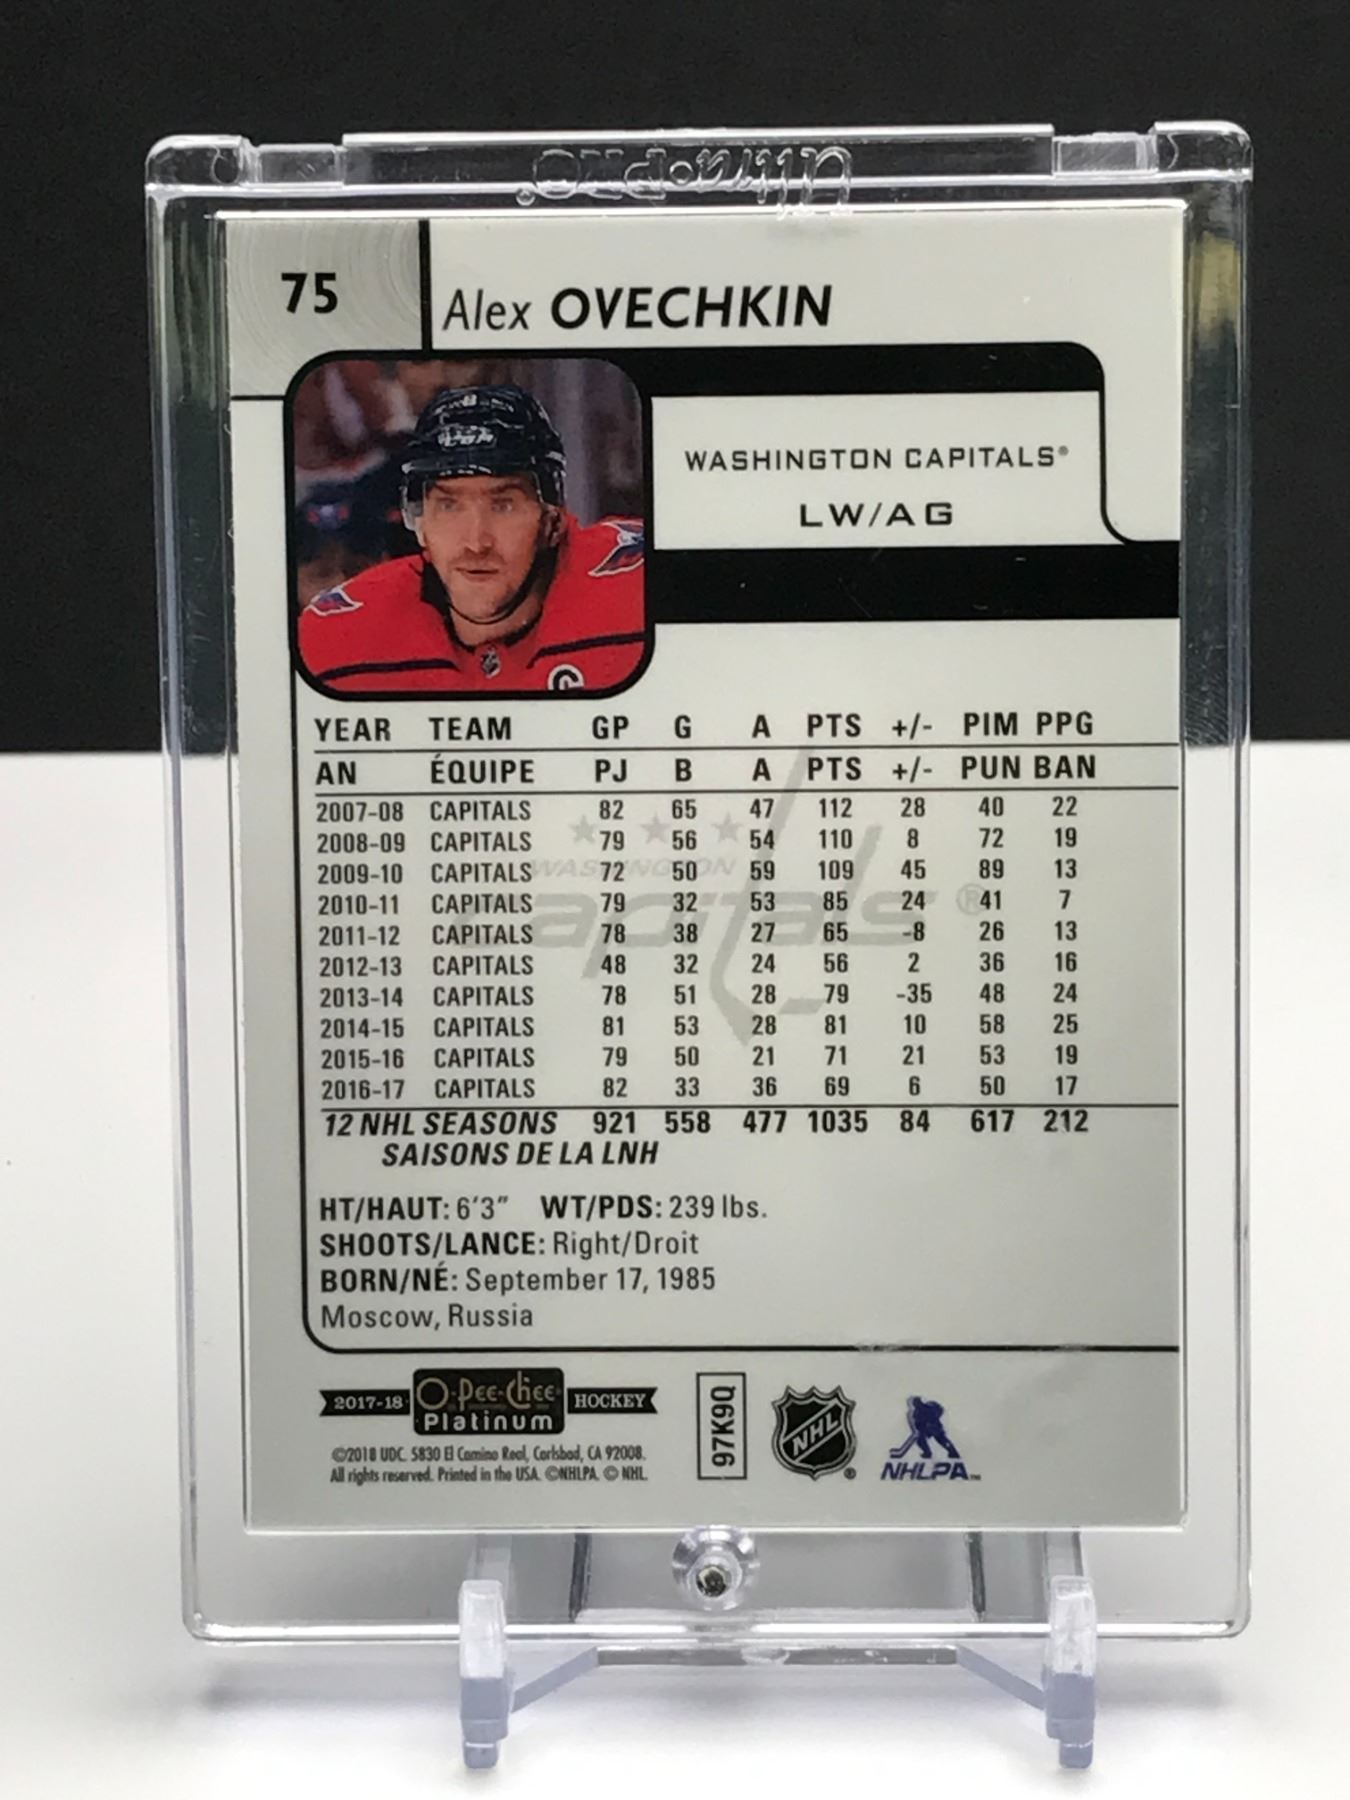 Ultra•PRO®
75
Alex OVECHKIN
WASHINGTON CAPITALS®
LW/AG
YEAR TEAM GP G A PTS +/- PIM PPG
AN ÉQUIPE PJ B A PTS +/- PUN BAN
2007-08 CAPITALS 82 65 47 112 28 40 22
2008-09 CAPITALS 79 56 54 110 8 72 19
2009-10 CAPITALS 72 50 59 109 45 89 13
2010-11 CAPITALS 79 32 53 85 24 41 7
2011-12 CAPITALS 78 38 27 65 -8 26 13
2012-13 CAPITALS 48 32 24 56 2 36 16
2013-14 CAPITALS 78 51 28 79 -35 48 24
2014-15 CAPITALS 81 53 28 81 10 58 25
2015-16 CAPITALS 79 50 21 71 21 53 19
2016-17 CAPITALS 82 33 36 69 6 50 17
WASHINGTON
capitals ®
12 NHL SEASONS 921 558 477 1035 84 617 212
SAISONS DE LA LNH
HT/HAUT: 6'3" WT/PDS: 239 lbs.
SHOOTS/LANCE: Right/Droit
BORN/NÉ: September 17, 1985
Moscow, Russia
2017-18 O-Pee-Chee Platinum HOCKEY
©2018 UDC. 5830 El Camino Real, Carlsbad, CA 92008.
All rights reserved. Printed in the USA. ©NHLPA. © NHL.
97K9Q
NHL®
NHLPA™